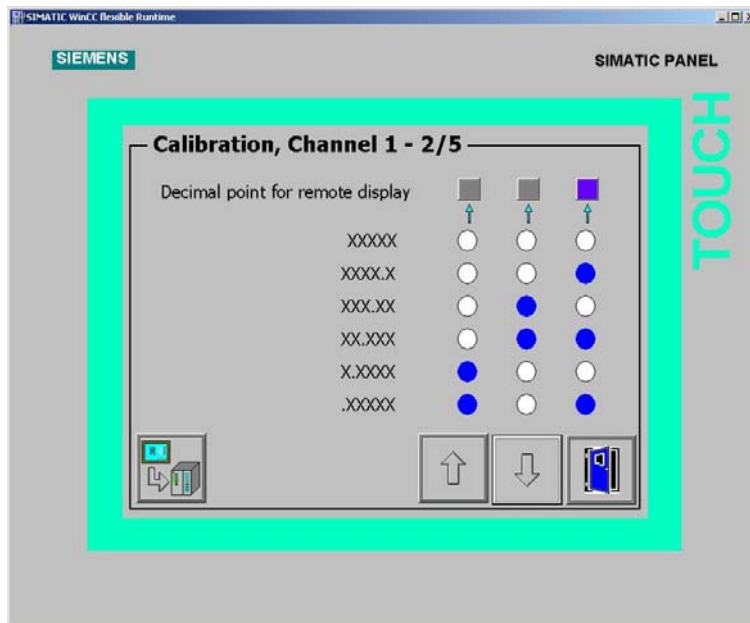 SIMATIC WinCC flexible Runtime
SIEMENS
SIMATIC PANEL
TOUCH
Calibration, Channel 1 - 2/5
Decimal point for remote display
XXXXX
XXXX.X
XXX.XX
XX.XXX
X.XXXX
.XXXXX